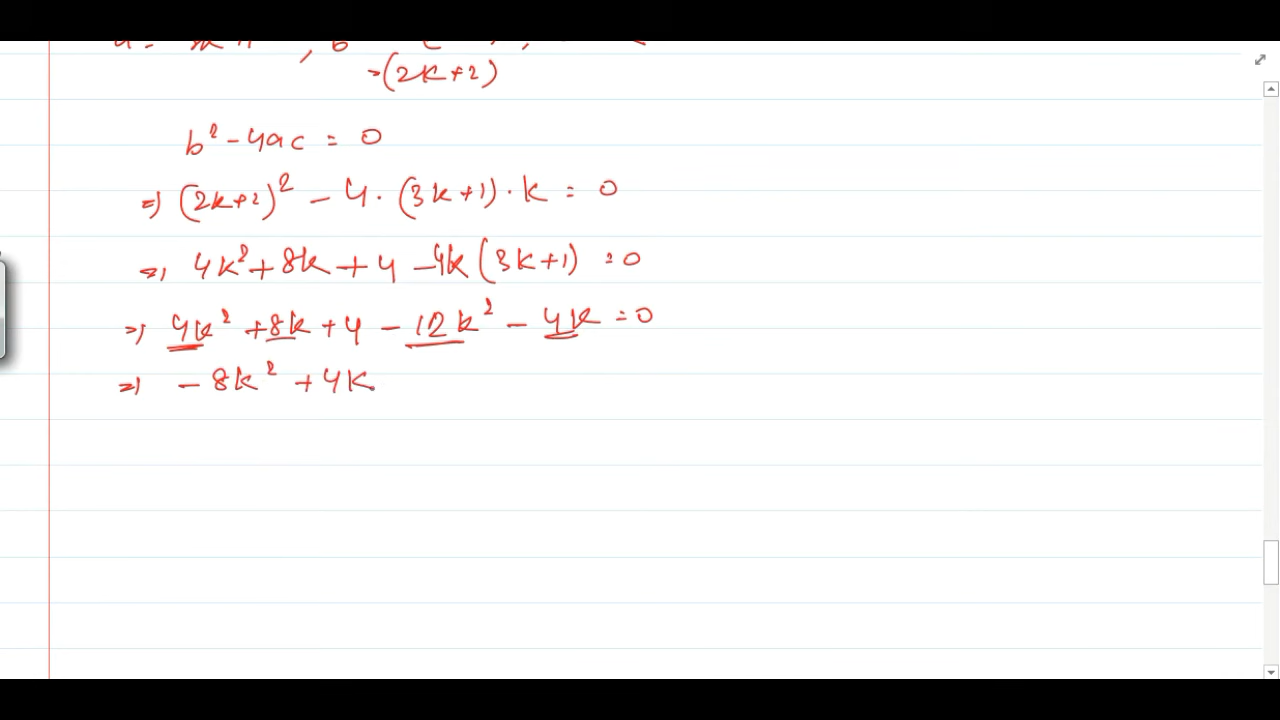 =(2k+2)
b² - 4ac = 0
⇒ (2k+2)² - 4·(3k+1)·k = 0
⇒ 4k² + 8k + 4 - 4k(3k+1) = 0
⇒ 4k² + 8k + 4 - 12k² - 4k = 0
⇒ - 8k² + 4k